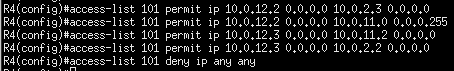 R4(config)#access-list 101 permit ip 10.0.12.2 0.0.0.0 10.0.2.3 0.0.0.0
R4(config)#access-list 101 permit ip 10.0.12.2 0.0.0.0 10.0.11.0 0.0.0.255
R4(config)#access-list 101 permit ip 10.0.12.3 0.0.0.0 10.0.11.2 0.0.0.0
R4(config)#access-list 101 permit ip 10.0.12.3 0.0.0.0 10.0.2.2 0.0.0.0
R4(config)#access-list 101 deny ip any any